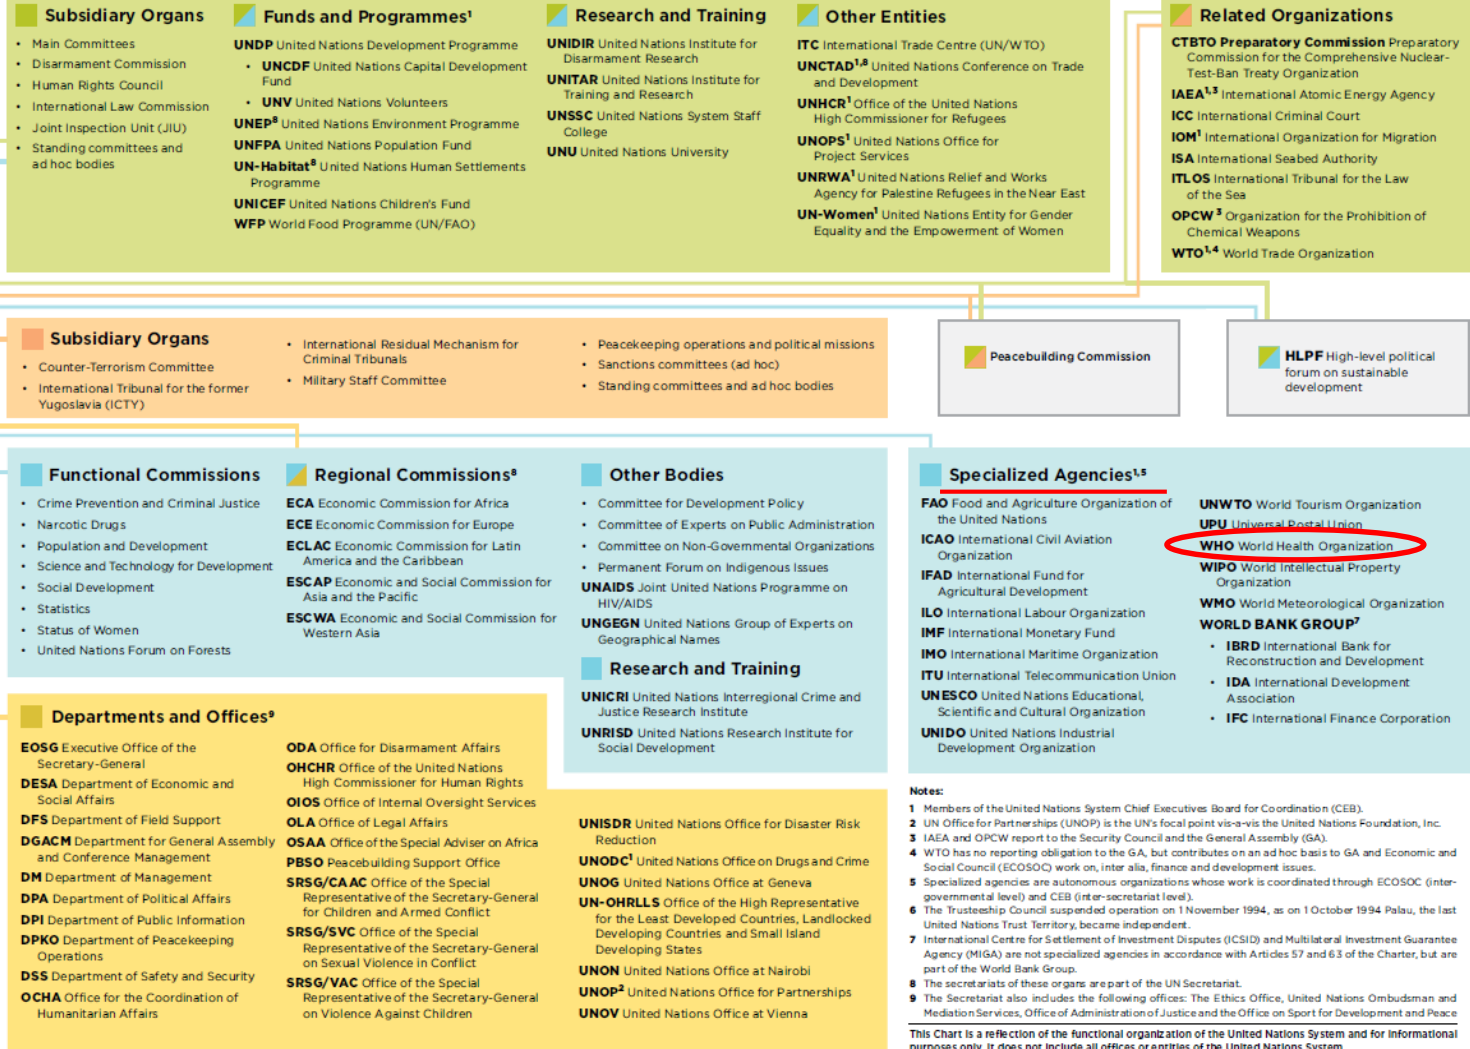 Subsidiary Organs
• Main Committees
• Disarmament Commission
• Human Rights Council
• International Law Commission
• Joint Inspection Unit (JIU)
• Standing committees and
ad hoc bodies
Funds and Programmes¹
UNDP United Nations Development Programme
• UNCDF United Nations Capital Development
Fund
• UNV United Nations Volunteers
UNEP⁸ United Nations Environment Programme
UNFPA United Nations Population Fund
UN-Habitat⁸ United Nations Human Settlements
Programme
UNICEF United Nations Children's Fund
WFP World Food Programme (UN/FAO)
Research and Training
UNIDIR United Nations Institute for
Disarmament Research
UNITAR United Nations Institute for
Training and Research
UNSSC United Nations System Staff
College
UNU United Nations University
Other Entities
ITC International Trade Centre (UN/WTO)
UNCTAD¹,⁸ United Nations Conference on Trade
and Development
UNHCR¹ Office of the United Nations
High Commissioner for Refugees
UNOPS¹ United Nations Office for
Project Services
UNRWA¹ United Nations Relief and Works
Agency for Palestine Refugees in the Near East
UN-Women¹ United Nations Entity for Gender
Equality and the Empowerment of Women
Related Organizations
CTBTO Preparatory Commission Preparatory
Commission for the Comprehensive Nuclear-
Test-Ban Treaty Organization
IAEA¹,³ International Atomic Energy Agency
ICC International Criminal Court
IOM¹ International Organization for Migration
ISA International Seabed Authority
ITLOS International Tribunal for the Law
of the Sea
OPCW ³ Organization for the Prohibition of
Chemical Weapons
WTO¹,⁴ World Trade Organization
Subsidiary Organs
• Counter-Terrorism Committee
• International Tribunal for the former
Yugoslavia (ICTY)
• International Residual Mechanism for
Criminal Tribunals
• Military Staff Committee
• Peacekeeping operations and political missions
• Sanctions committees (ad hoc)
• Standing committees and ad hoc bodies
Peacebuilding Commission
HLPF High-level political
forum on sustainable
development
Functional Commissions
• Crime Prevention and Criminal Justice
• Narcotic Drugs
• Population and Development
• Science and Technology for Development
• Social Development
• Statistics
• Status of Women
• United Nations Forum on Forests
Regional Commissions⁸
ECA Economic Commission for Africa
ECE Economic Commission for Europe
ECLAC Economic Commission for Latin
America and the Caribbean
ESCAP Economic and Social Commission for
Asia and the Pacific
ESCWA Economic and Social Commission for
Western Asia
Other Bodies
• Committee for Development Policy
• Committee of Experts on Public Administration
• Committee on Non-Governmental Organizations
• Permanent Forum on Indigenous Issues
UNAIDS Joint United Nations Programme on
HIV/AIDS
UNGEGN United Nations Group of Experts on
Geographical Names
Research and Training
UNICRI United Nations Interregional Crime and
Justice Research Institute
UNRISD United Nations Research Institute for
Social Development
Specialized Agencies¹,⁵
FAO Food and Agriculture Organization of
the United Nations
ICAO International Civil Aviation
Organization
IFAD International Fund for
Agricultural Development
ILO International Labour Organization
IMF International Monetary Fund
IMO International Maritime Organization
ITU International Telecommunication Union
UNESCO United Nations Educational,
Scientific and Cultural Organization
UNIDO United Nations Industrial
Development Organization
UNWTO World Tourism Organization
UPU Universal Postal Union
WHO World Health Organization
WIPO World Intellectual Property
Organization
WMO World Meteorological Organization
WORLD BANK GROUP⁷
• IBRD International Bank for
Reconstruction and Development
• IDA International Development
Association
• IFC International Finance Corporation
Departments and Offices⁹
EOSG Executive Office of the
Secretary-General
DESA Department of Economic and
Social Affairs
DFS Department of Field Support
DGACM Department for General Assembly
and Conference Management
DM Department of Management
DPA Department of Political Affairs
DPI Department of Public Information
DPKO Department of Peacekeeping
Operations
DSS Department of Safety and Security
OCHA Office for the Coordination of
Humanitarian Affairs
ODA Office for Disarmament Affairs
OHCHR Office of the United Nations
High Commissioner for Human Rights
OIOS Office of Internal Oversight Services
OLA Office of Legal Affairs
OSAA Office of the Special Adviser on Africa
PBSO Peacebuilding Support Office
SRSG/CAAC Office of the Special
Representative of the Secretary-General
for Children and Armed Conflict
SRSG/SVC Office of the Special
Representative of the Secretary-General
on Sexual Violence in Conflict
SRSG/VAC Office of the Special
Representative of the Secretary-General
on Violence Against Children
UNISDR United Nations Office for Disaster Risk
Reduction
UNODC¹ United Nations Office on Drugs and Crime
UNOG United Nations Office at Geneva
UN-OHRLLS Office of the High Representative
for the Least Developed Countries, Landlocked
Developing Countries and Small Island
Developing States
UNON United Nations Office at Nairobi
UNOP² United Nations Office for Partnerships
UNOV United Nations Office at Vienna
Notes:
1 Members of the United Nations System Chief Executives Board for Coordination (CEB).
2 UN Office for Partnerships (UNOP) is the UN's focal point vis-a-vis the United Nations Foundation, Inc.
3 IAEA and OPCW report to the Security Council and the General Assembly (GA).
4 WTO has no reporting obligation to the GA, but contributes on an ad hoc basis to GA and Economic and
Social Council (ECOSOC) work on, inter alia, finance and development issues.
5 Specialized agencies are autonomous organizations whose work is coordinated through ECOSOC (inter-
governmental level) and CEB (inter-secretariat level).
6 The Trusteeship Council suspended operation on 1 November 1994, as on 1 October 1994 Palau, the last
United Nations Trust Territory, became independent.
7 International Centre for Settlement of Investment Disputes (ICSID) and Multilateral Investment Guarantee
Agency (MIGA) are not specialized agencies in accordance with Articles 57 and 63 of the Charter, but are
part of the World Bank Group.
8 The secretariats of these organs are part of the UN Secretariat.
9 The Secretariat also includes the following offices: The Ethics Office, United Nations Ombudsman and
Mediation Services, Office of Administration of Justice and the Office on Sport for Development and Peace
This Chart is a reflection of the functional organization of the United Nations System and for informational
purposes only. It does not include all offices or entities of the United Nations System.